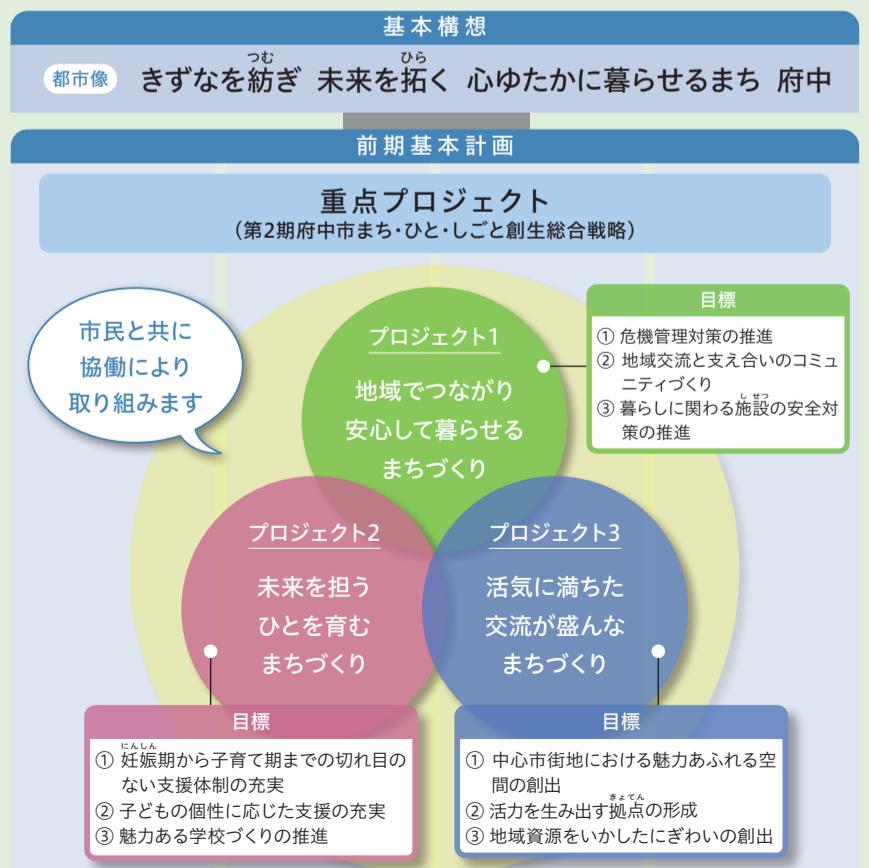 基本構想
都市像 きずなを紡ぎ 未来を拓く 心ゆたかに暮らせるまち 府中
つむ
ひら
前期基本計画
重点プロジェクト
(第2期府中市まち・ひと・しごと創生総合戦略)
市民と共に
協働により
取り組みます
プロジェクト1
地域でつながり
安心して暮らせる
まちづくり
目標
① 危機管理対策の推進
② 地域交流と支え合いのコミュ
ニティづくり
しせつ
③ 暮らしに関わる施設の安全対
策の推進
プロジェクト2
未来を担う
ひとを育む
まちづくり
目標
にんしん
① 妊娠期から子育て期までの切れ目の
ない支援体制の充実
② 子どもの個性に応じた支援の充実
③ 魅力ある学校づくりの推進
プロジェクト3
活気に満ちた
交流が盛んな
まちづくり
目標
① 中心市街地における魅力あふれる空
間の創出
きょてん
② 活力を生み出す拠点の形成
③ 地域資源をいかしたにぎわいの創出